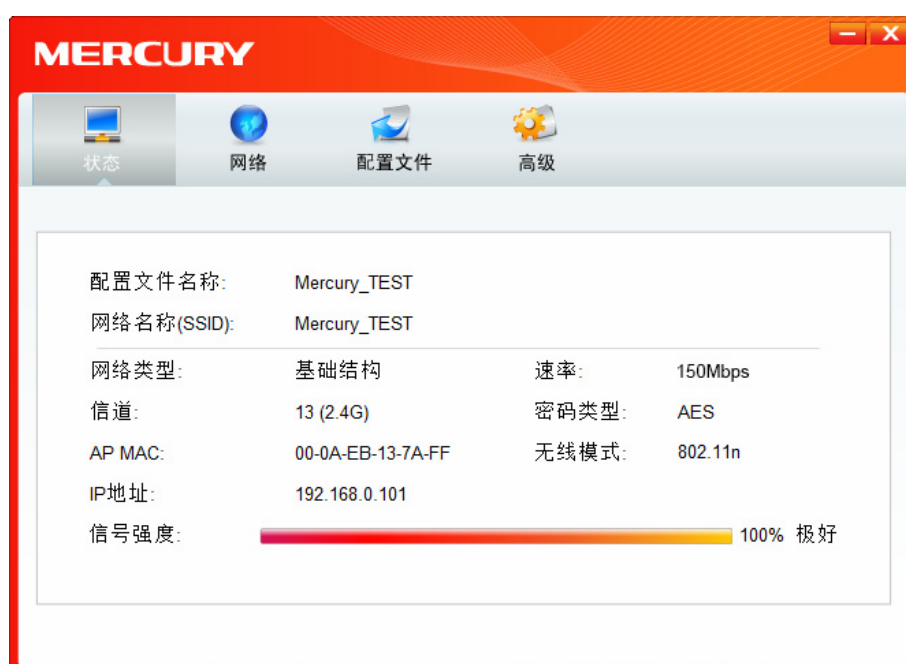 MERCURY
状态 网络 配置文件 高级
配置文件名称: Mercury_TEST
网络名称(SSID): Mercury_TEST
网络类型: 基础结构 速率: 150Mbps
信道: 13 (2.4G) 密码类型: AES
AP MAC: 00-0A-EB-13-7A-FF 无线模式: 802.11n
IP地址: 192.168.0.101
信号强度: 100% 极好